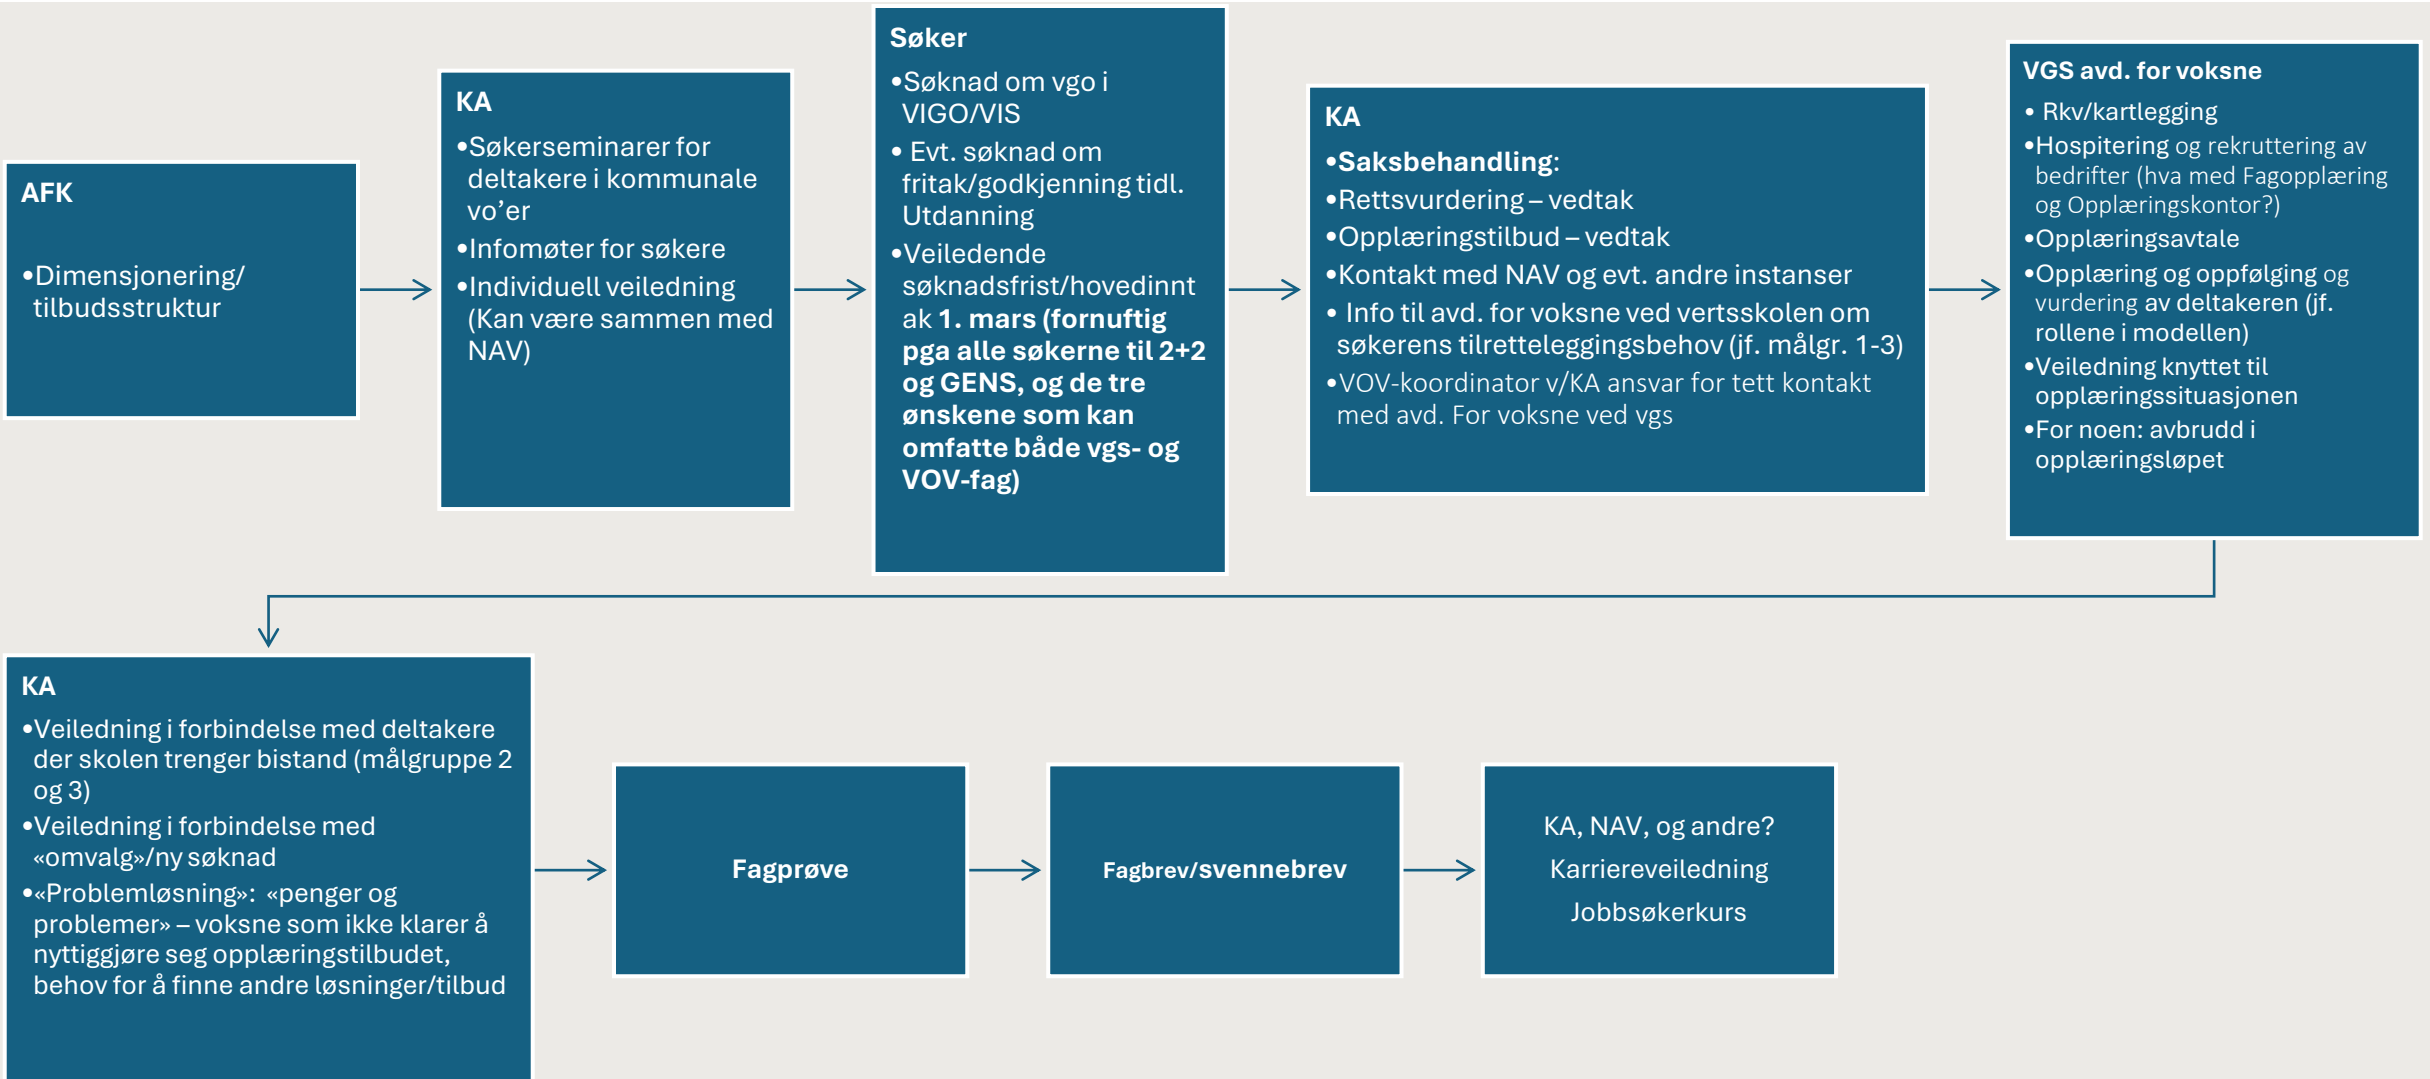 AFK
•Dimensjonering/
tilbudsstruktur
KA
•Søkerseminarer for
deltakere i kommunale
vo’er
•Infomøter for søkere
•Individuell veiledning
(Kan være sammen med
NAV)
Søker
•Søknad om vgo i
VIGO/VIS
• Evt. søknad om
fritak/godkjenning tidl.
Utdanning
•Veiledende
søknadsfrist/hovedinnt
ak 1. mars (fornuftig
pga alle søkerne til 2+2
og GENS, og de tre
ønskene som kan
omfatte både vgs- og
VOV-fag)
KA
•Saksbehandling:
•Rettsvurdering – vedtak
•Opplæringstilbud – vedtak
•Kontakt med NAV og evt. andre instanser
• Info til avd. for voksne ved vertsskolen om
søkerens tilretteleggingsbehov (jf. målgr. 1-3)
•VOV-koordinator v/KA ansvar for tett kontakt
med avd. For voksne ved vgs
VGS avd. for voksne
• Rkv/kartlegging
•Hospitering og rekruttering av
bedrifter (hva med Fagopplæring
og Opplæringskontor?)
•Opplæringsavtale
•Opplæring og oppfølging og
vurdering av deltakeren (jf.
rollene i modellen)
•Veiledning knyttet til
opplæringssituasjonen
•For noen: avbrudd i
opplæringsløpet
KA
•Veiledning i forbindelse med deltakere
der skolen trenger bistand (målgruppe 2
og 3)
•Veiledning i forbindelse med
«omvalg»/ny søknad
•«Problemløsning»: «penger og
problemer» – voksne som ikke klarer å
nyttiggjøre seg opplæringstilbudet,
behov for å finne andre løsninger/tilbud
Fagprøve
Fagbrev/svennebrev
KA, NAV, og andre?
Karriereveiledning
Jobbsøkerkurs